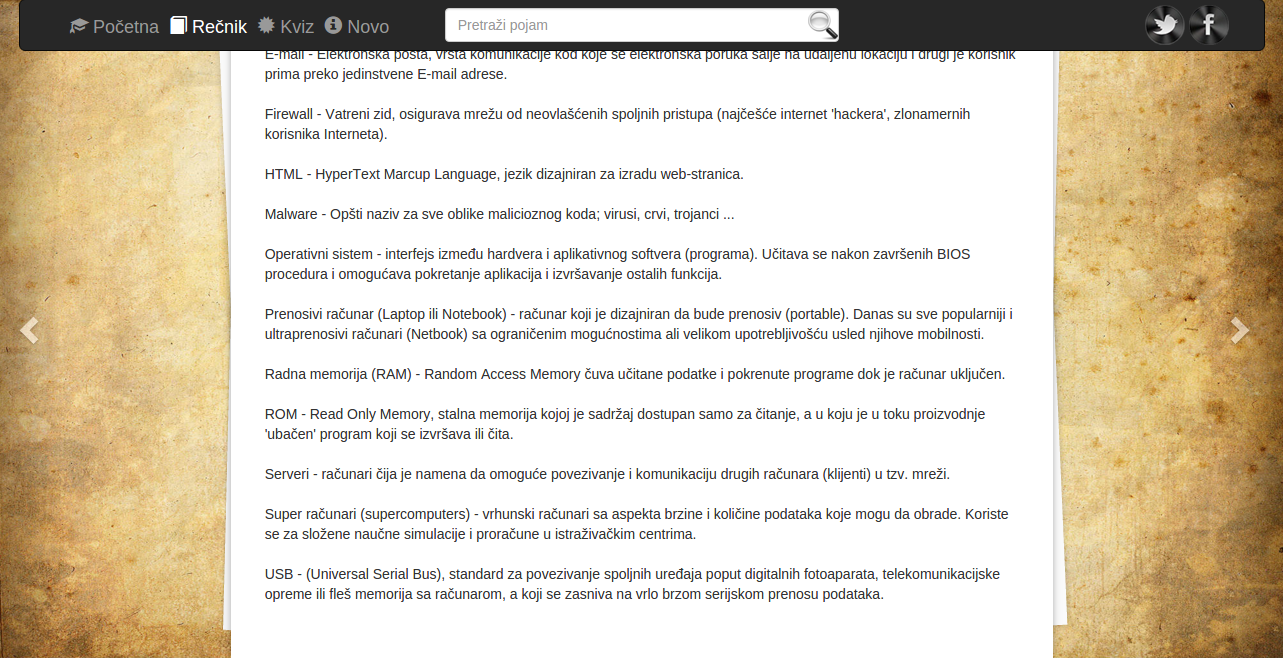 Početna Rečnik Kviz Novo Pretraži pojam
E-mail - Elektronska pošta, vrsta komunikacije kod koje se elektronska poruka šalje na udaljenu lokaciju i drugi je korisnik
prima preko jedinstvene E-mail adrese.
Firewall - Vatreni zid, osigurava mrežu od neovlašćenih spoljnih pristupa (najčešće internet 'hackera', zlonamernih
korisnika Interneta).
HTML - HyperText Marcup Language, jezik dizajniran za izradu web-stranica.
Malware - Opšti naziv za sve oblike malicioznog koda; virusi, crvi, trojanci ...
Operativni sistem - interfejs između hardvera i aplikativnog softvera (programa). Učitava se nakon završenih BIOS
procedura i omogućava pokretanje aplikacija i izvršavanje ostalih funkcija.
Prenosivi računar (Laptop ili Notebook) - računar koji je dizajniran da bude prenosiv (portable). Danas su sve popularniji i
ultraprenosivi računari (Netbook) sa ograničenim mogućnostima ali velikom upotrebljivošću usled njihove mobilnosti.
Radna memorija (RAM) - Random Access Memory čuva učitane podatke i pokrenute programe dok je računar uključen.
ROM - Read Only Memory, stalna memorija kojoj je sadržaj dostupan samo za čitanje, a u koju je u toku proizvodnje
'ubačen' program koji se izvršava ili čita.
Serveri - računari čija je namena da omoguće povezivanje i komunikaciju drugih računara (klijenti) u tzv. mreži.
Super računari (supercomputers) - vrhunski računari sa aspekta brzine i količine podataka koje mogu da obrade. Koriste
se za složene naučne simulacije i proračune u istraživačkim centrima.
USB - (Universal Serial Bus), standard za povezivanje spoljnih uređaja poput digitalnih fotoaparata, telekomunikacijske
opreme ili fleš memorija sa računarom, a koji se zasniva na vrlo brzom serijskom prenosu podataka.